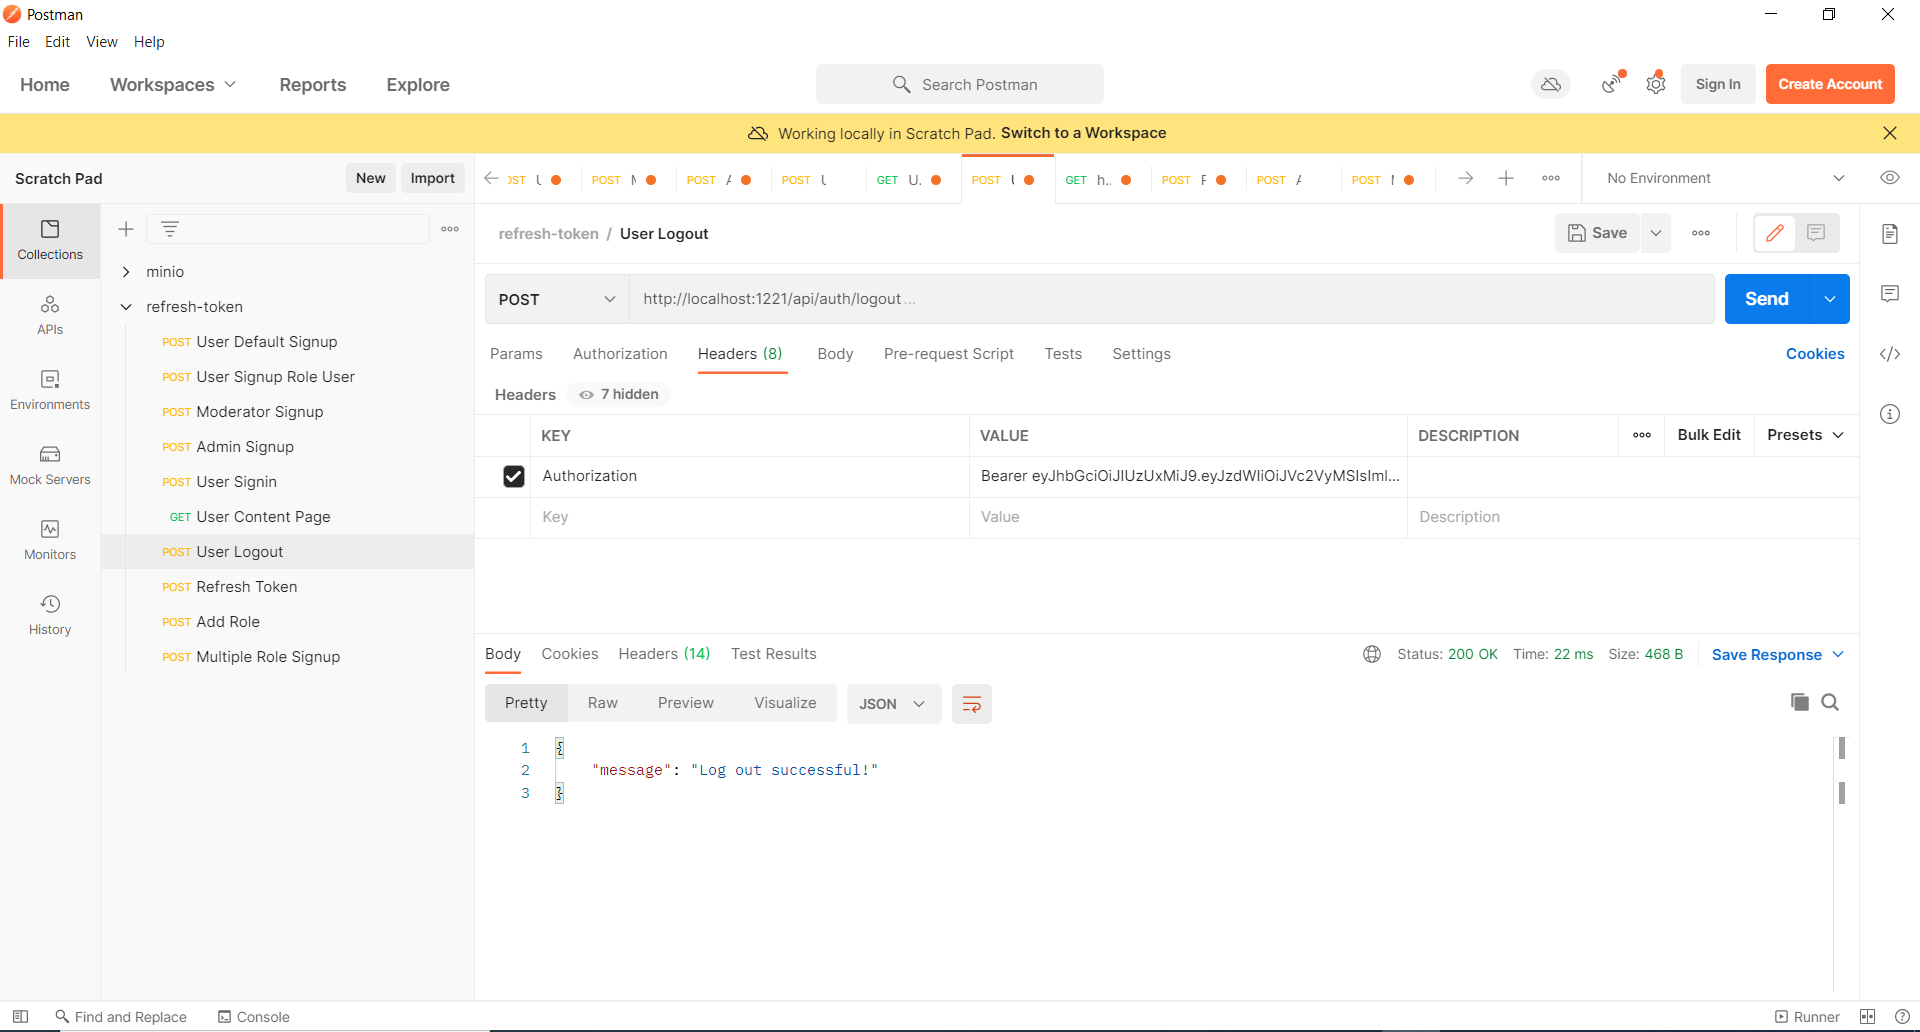 Postman
File Edit View Help
Home Workspaces Reports Explore
Search Postman
Sign In Create Account
Working locally in Scratch Pad. Switch to a Workspace
Scratch Pad New Import
POST POST POST GET U. POST GET h.. POST POST POST
No Environment
Collections
APIs
Environments
Mock Servers
Monitors
History
minio
refresh-token
POST User Default Signup
POST User Signup Role User
POST Moderator Signup
POST Admin Signup
POST User Signin
GET User Content Page
POST User Logout
POST Refresh Token
POST Add Role
POST Multiple Role Signup
refresh-token / User Logout
Save
POST http://localhost:1221/api/auth/logout ...
Send
Params Authorization Headers (8) Body Pre-request Script Tests Settings Cookies
Headers 7 hidden
KEY VALUE DESCRIPTION Bulk Edit Presets
Authorization Bearer eyJhbGciOiJIUzUxMiJ9.eyJzdWIiOiJVc2VyMSIsImI...
Key Value Description
Body Cookies Headers (14) Test Results
Status: 200 OK Time: 22 ms Size: 468 B Save Response
Pretty Raw Preview Visualize JSON
1 {
2 "message": "Log out successful!"
3 }
Find and Replace Console Runner